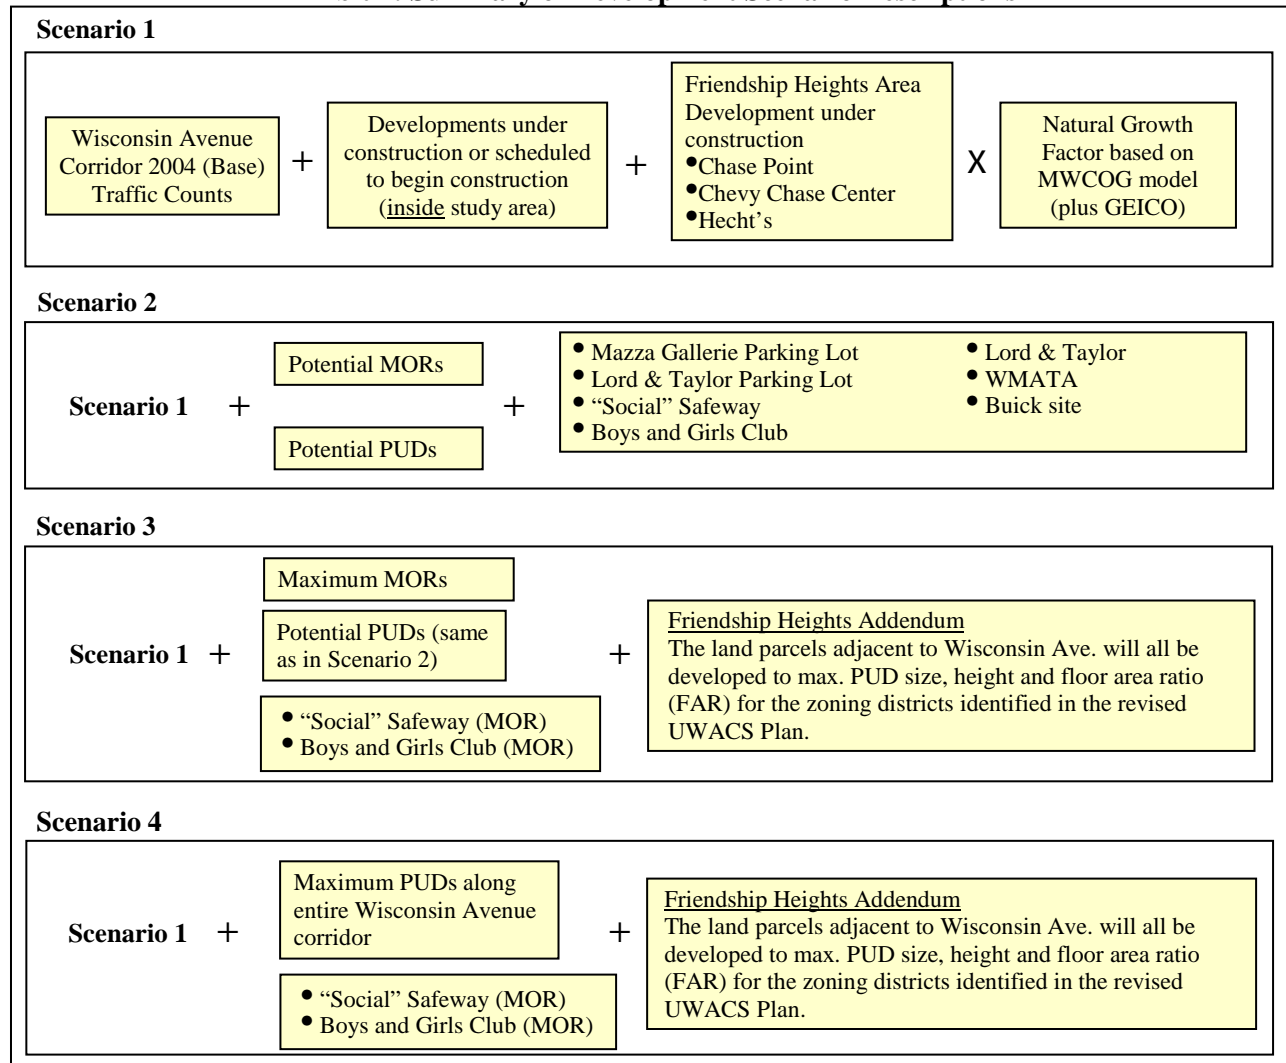 Scenario 1
Wisconsin Avenue
Corridor 2004 (Base)
Traffic Counts
+
Developments under
construction or scheduled
to begin construction
(inside study area)
+
Friendship Heights Area
Development under
construction
•Chase Point
•Chevy Chase Center
•Hecht's
X
Natural Growth
Factor based on
MWCOG model
(plus GEICO)
Scenario 2
Scenario 1
+
Potential MORs
Potential PUDs
+
• Mazza Gallerie Parking Lot
• Lord & Taylor Parking Lot
• “Social” Safeway
• Boys and Girls Club
• Lord & Taylor
• WMATA
• Buick site
Scenario 3
Scenario 1
+
Maximum MORs
Potential PUDs (same
as in Scenario 2)
• “Social” Safeway (MOR)
• Boys and Girls Club (MOR)
+
Friendship Heights Addendum
The land parcels adjacent to Wisconsin Ave. will all be
developed to max. PUD size, height and floor area ratio
(FAR) for the zoning districts identified in the revised
UWACS Plan.
Scenario 4
Scenario 1
+
Maximum PUDs along
entire Wisconsin Avenue
corridor
• “Social” Safeway (MOR)
• Boys and Girls Club (MOR)
+
Friendship Heights Addendum
The land parcels adjacent to Wisconsin Ave. will all be
developed to max. PUD size, height and floor area ratio
(FAR) for the zoning districts identified in the revised
UWACS Plan.